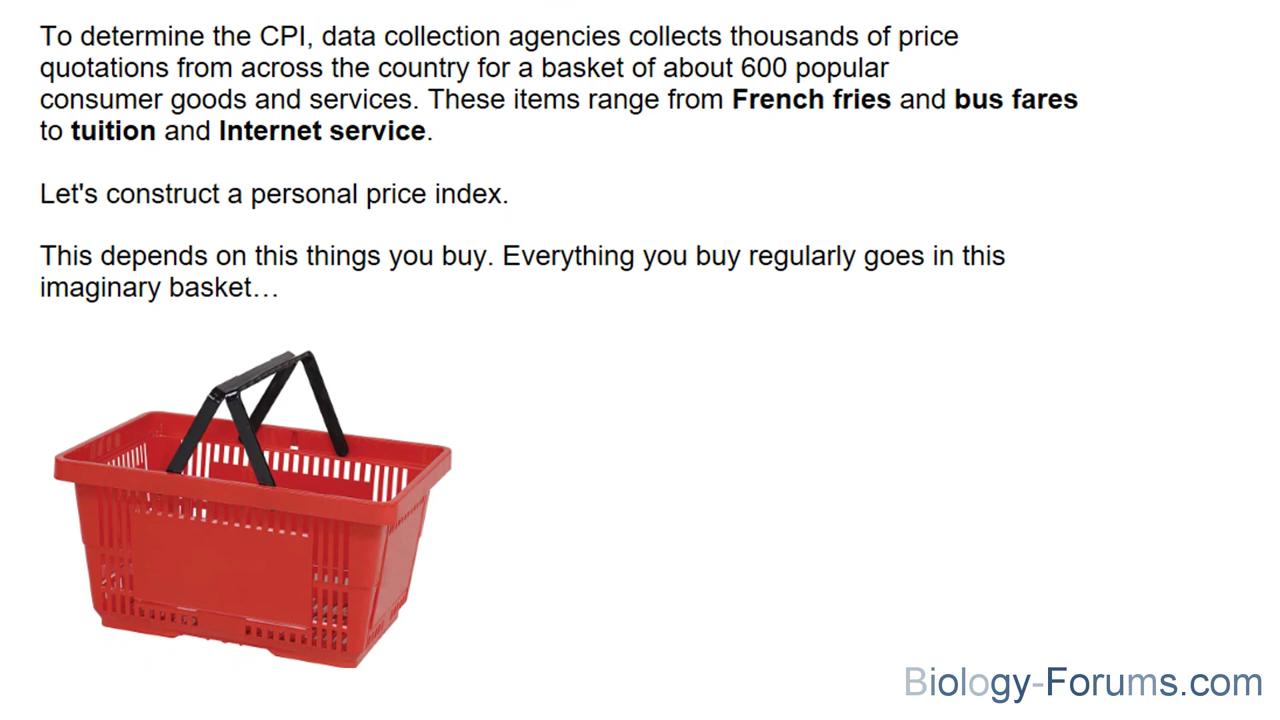 To determine the CPI, data collection agencies collects thousands of price
quotations from across the country for a basket of about 600 popular
consumer goods and services. These items range from French fries and bus fares
to tuition and Internet service.
Let's construct a personal price index.
This depends on this things you buy. Everything you buy regularly goes in this
imaginary basket…
Biology-Forums.com